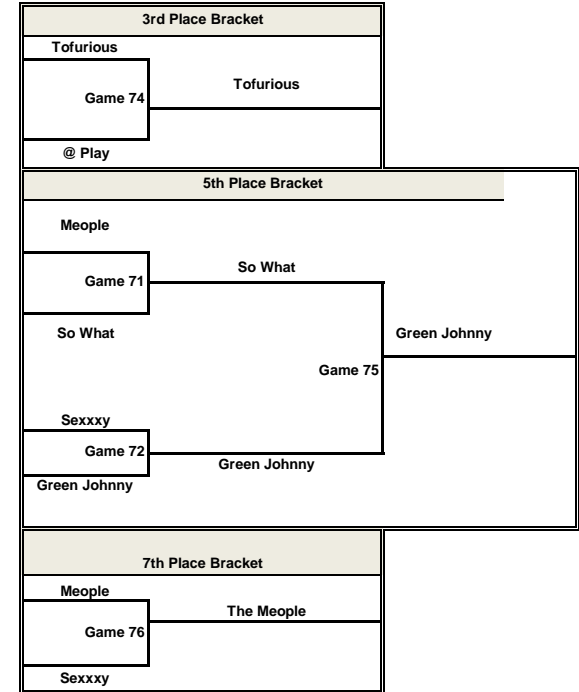 3rd Place Bracket
Tofurious
Tofurious
Game 74
@ Play
5th Place Bracket
Meople
So What
Game 71
So What
Green Johnny
Game 75
Sexxxy
Game 72
Green Johnny
Green Johnny
7th Place Bracket
Meople
The Meople
Game 76
Sexxxy